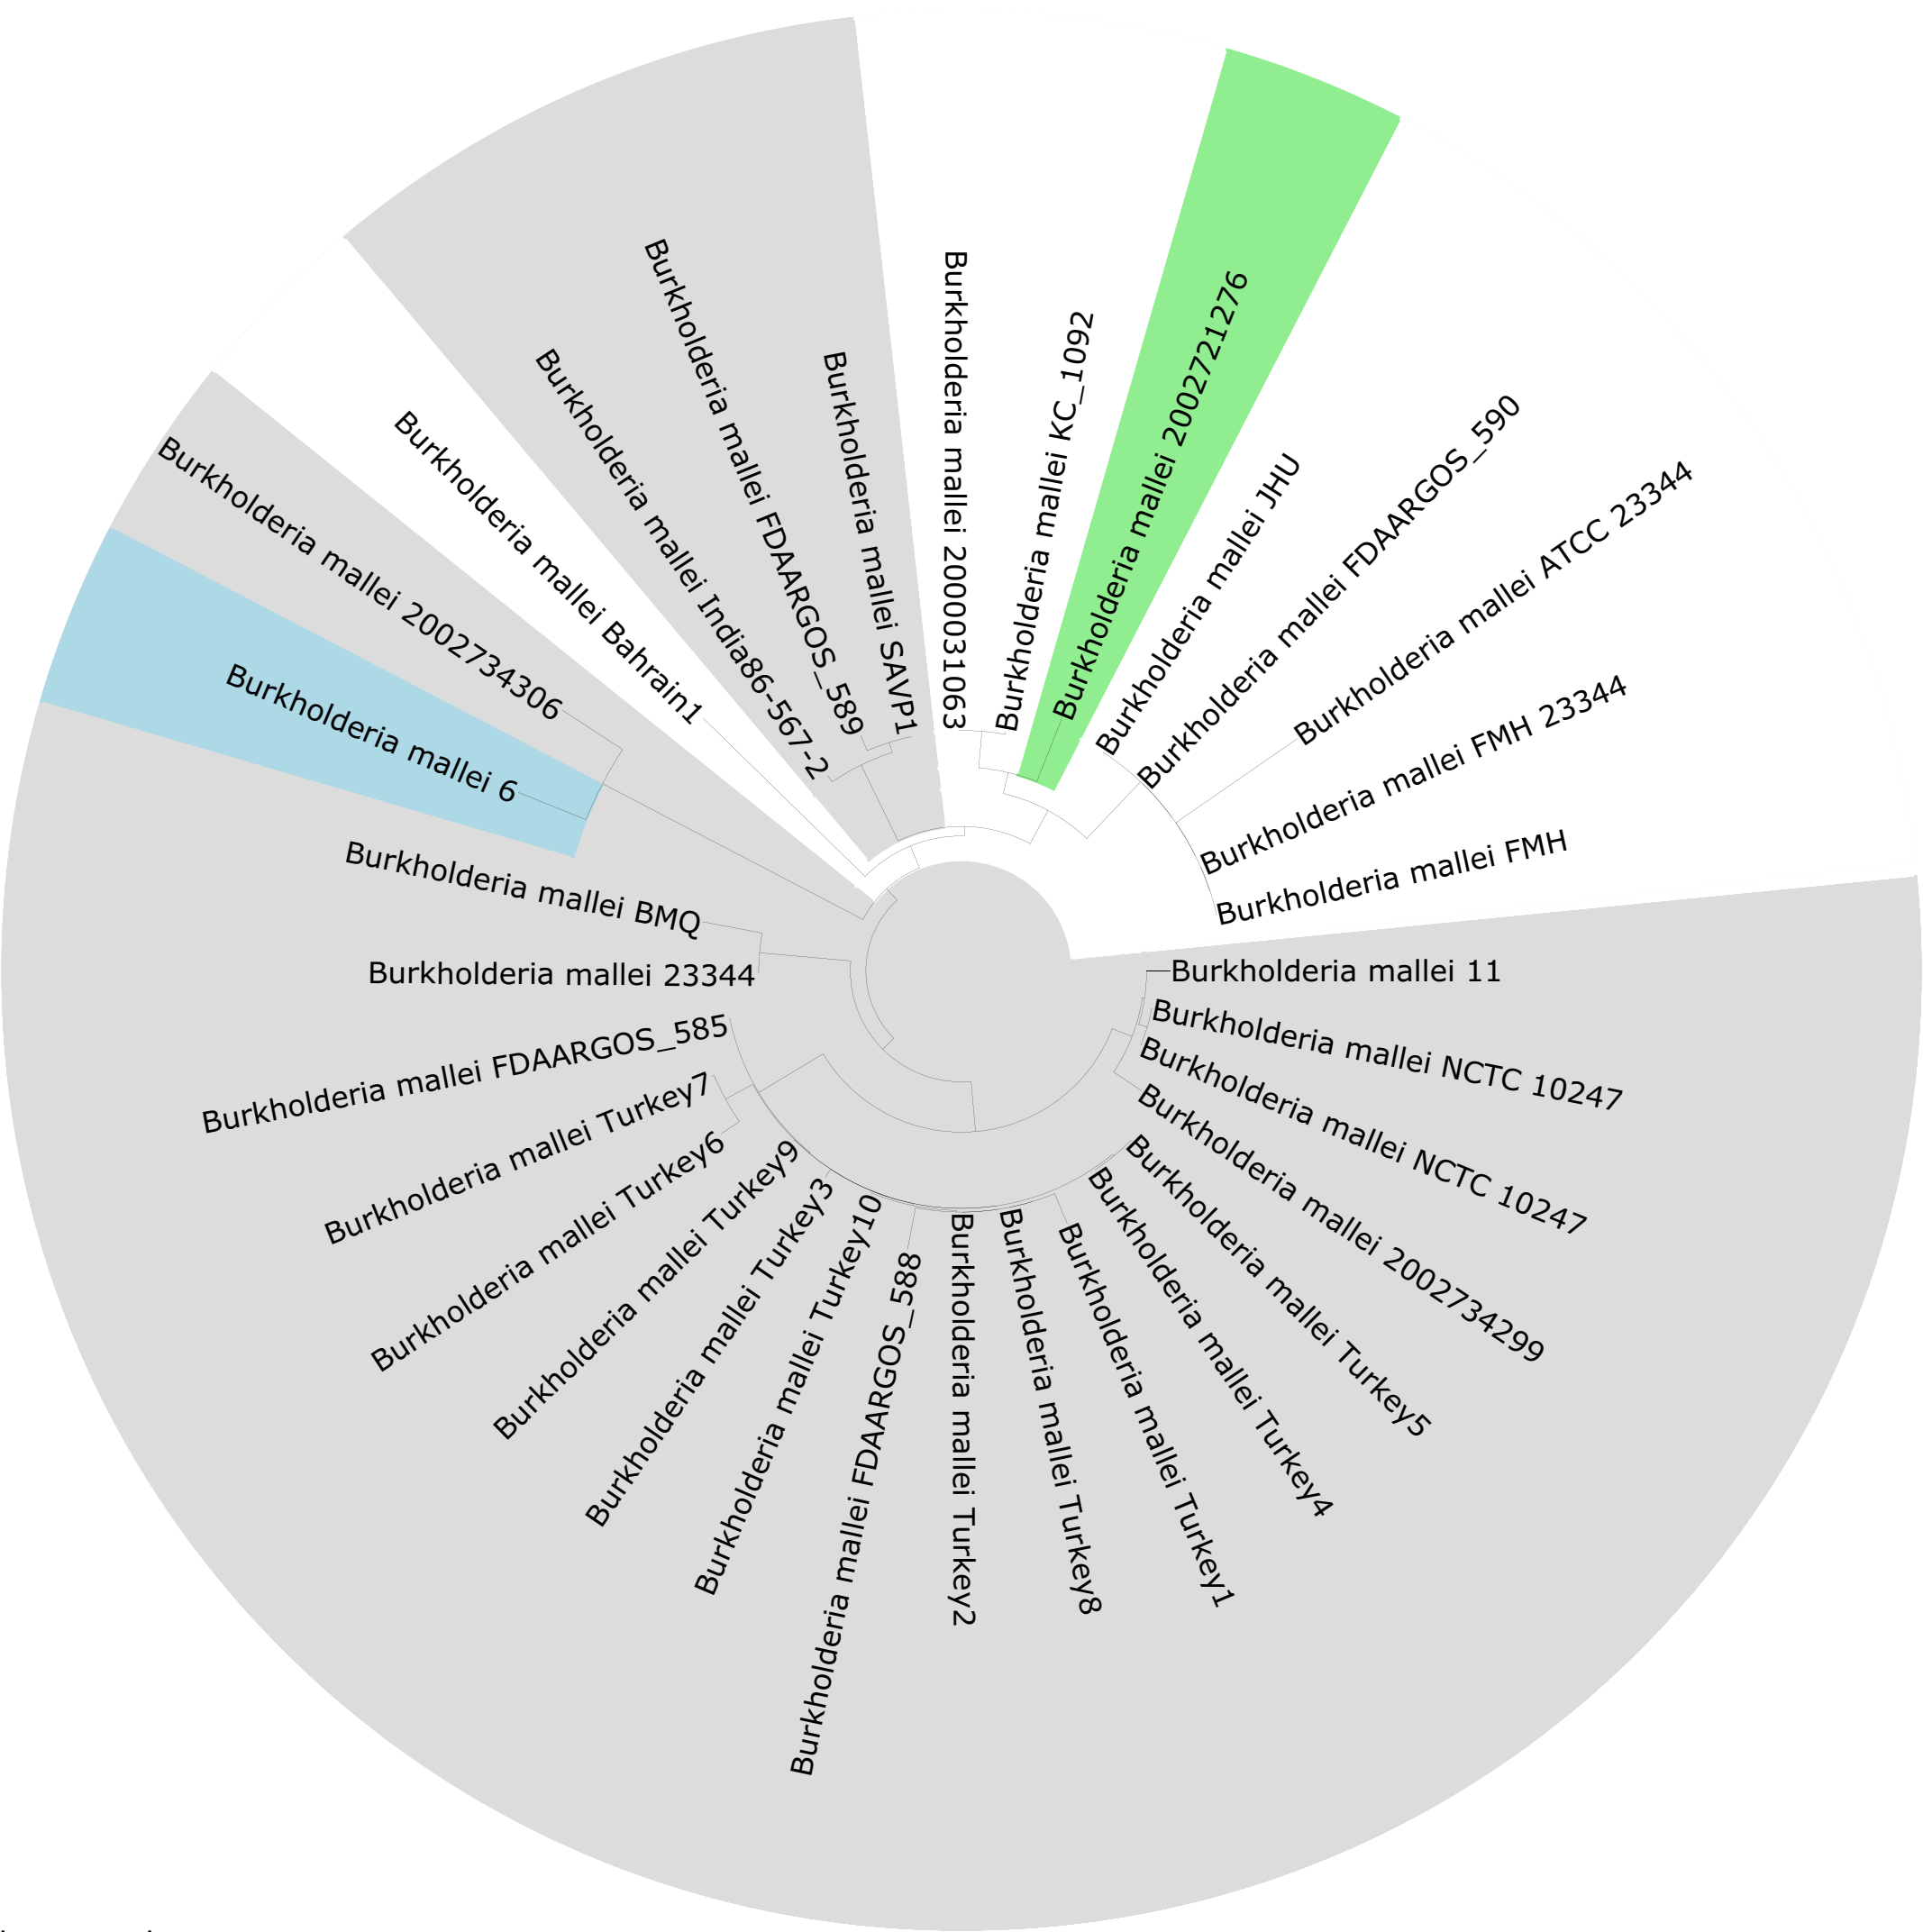 Burkholderia mallei 2000031063
Burkholderia mallei KC_1092
Burkholderia mallei 2002721276
Burkholderia mallei JHU
Burkholderia mallei FDAARGOS_590
Burkholderia mallei ATCC 23344
Burkholderia mallei FMH 23344
Burkholderia mallei FMH
Burkholderia mallei 11
Burkholderia mallei NCTC 10247
Burkholderia mallei NCTC 10247
Burkholderia mallei 2002734299
Burkholderia mallei Turkey5
Burkholderia mallei Turkey4
Burkholderia mallei Turkey1
Burkholderia mallei Turkey8
Burkholderia mallei Turkey2
Burkholderia mallei FDAARGOS_588
Burkholderia mallei Turkey10
Burkholderia mallei Turkey3
Burkholderia mallei Turkey9
Burkholderia mallei Turkey6
Burkholderia mallei Turkey7
Burkholderia mallei FDAARGOS_585
Burkholderia mallei 23344
Burkholderia mallei BMQ
Burkholderia mallei 6
Burkholderia mallei 2002734306
Burkholderia mallei Bahrain1
Burkholderia mallei India86-567-2
Burkholderia mallei FDAARGOS_589
Burkholderia mallei SAVP1